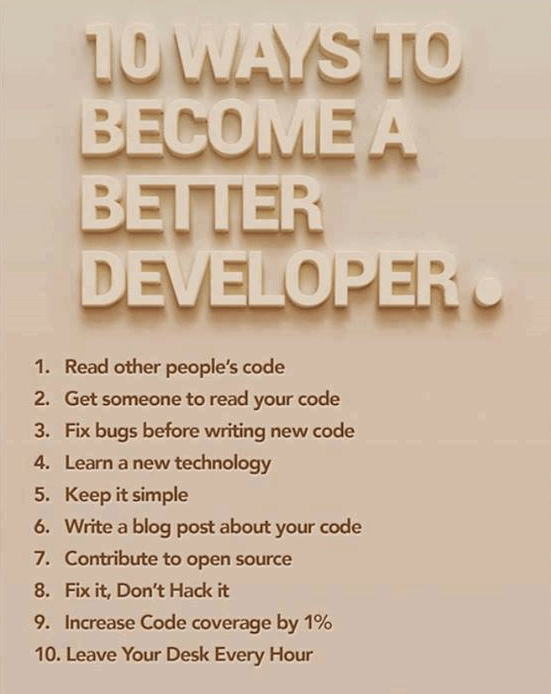 10 WAYS TO
BECOME A
BETTER
DEVELOPER.
1. Read other people's code
2. Get someone to read your code
3. Fix bugs before writing new code
4. Learn a new technology
5. Keep it simple
6. Write a blog post about your code
7. Contribute to open source
8. Fix it, Don't Hack it
9. Increase Code coverage by 1%
10. Leave Your Desk Every Hour